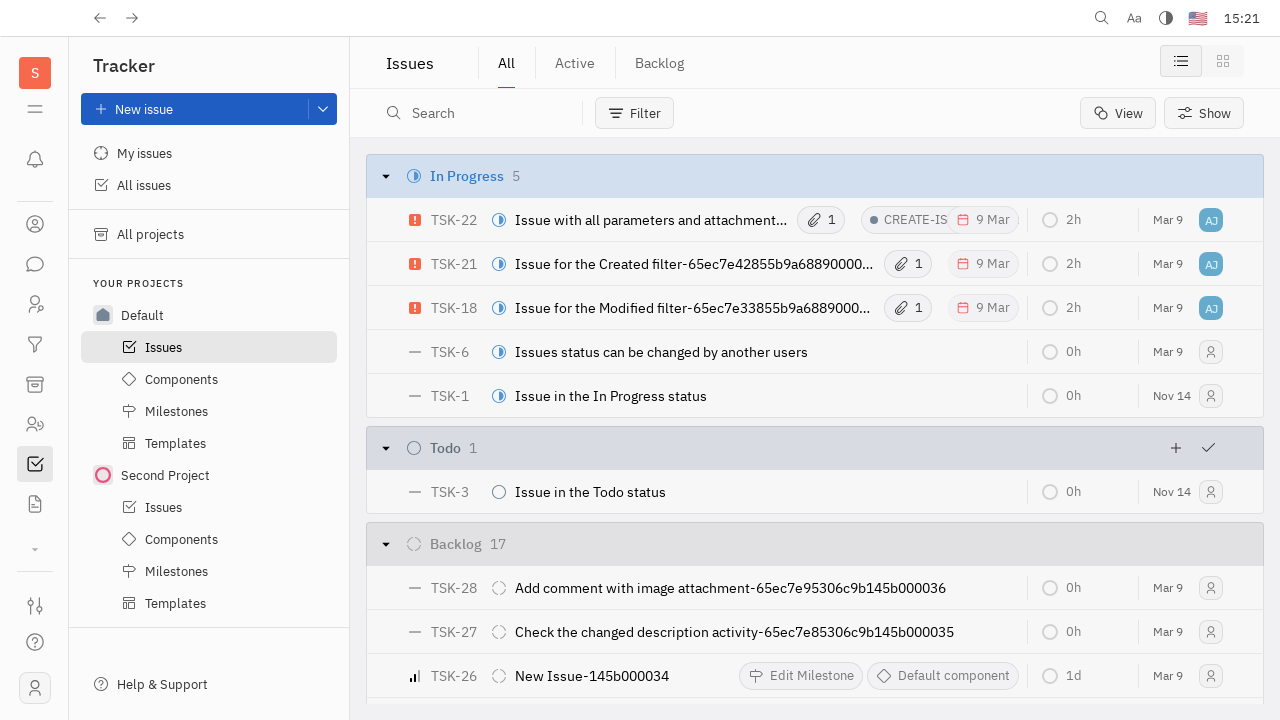 Aa
15:21
S
Tracker
New issue
My issues
All issues
All projects
YOUR PROJECTS
Default
Issues
Components
Milestones
Templates
Second Project
Issues
Components
Milestones
Templates
Help & Support
Issues
All
Active
Backlog
Search
Filter
View
Show
In Progress 5
TSK-22 Issue with all parameters and attachment... 1 CREATE-IS 9 Mar 2h Mar 9 AJ
TSK-21 Issue for the Created filter-65ec7e42855b9a68890000... 1 9 Mar 2h Mar 9 AJ
TSK-18 Issue for the Modified filter-65ec7e33855b9a6889000... 1 9 Mar 2h Mar 9 AJ
TSK-6 Issues status can be changed by another users 0h Mar 9
TSK-1 Issue in the In Progress status 0h Nov 14
Todo 1
TSK-3 Issue in the Todo status 0h Nov 14
Backlog 17
TSK-28 Add comment with image attachment-65ec7e95306c9b145b000036 0h Mar 9
TSK-27 Check the changed description activity-65ec7e85306c9b145b000035 0h Mar 9
TSK-26 New Issue-145b000034 Edit Milestone Default component 1d Mar 9